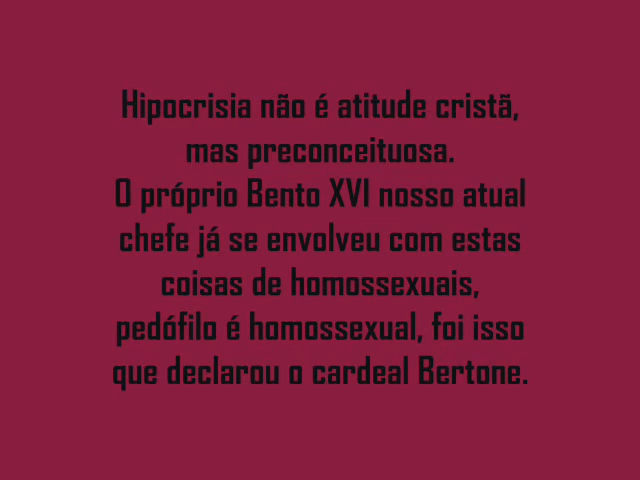 Hipocrisia não é atitude cristã,
mas preconceituosa.
O próprio Bento XVI nosso atual
chefe já se envolveu com estas
coisas de homossexuais,
pedófilo é homossexual, foi isso
que declarou o cardeal Bertone.